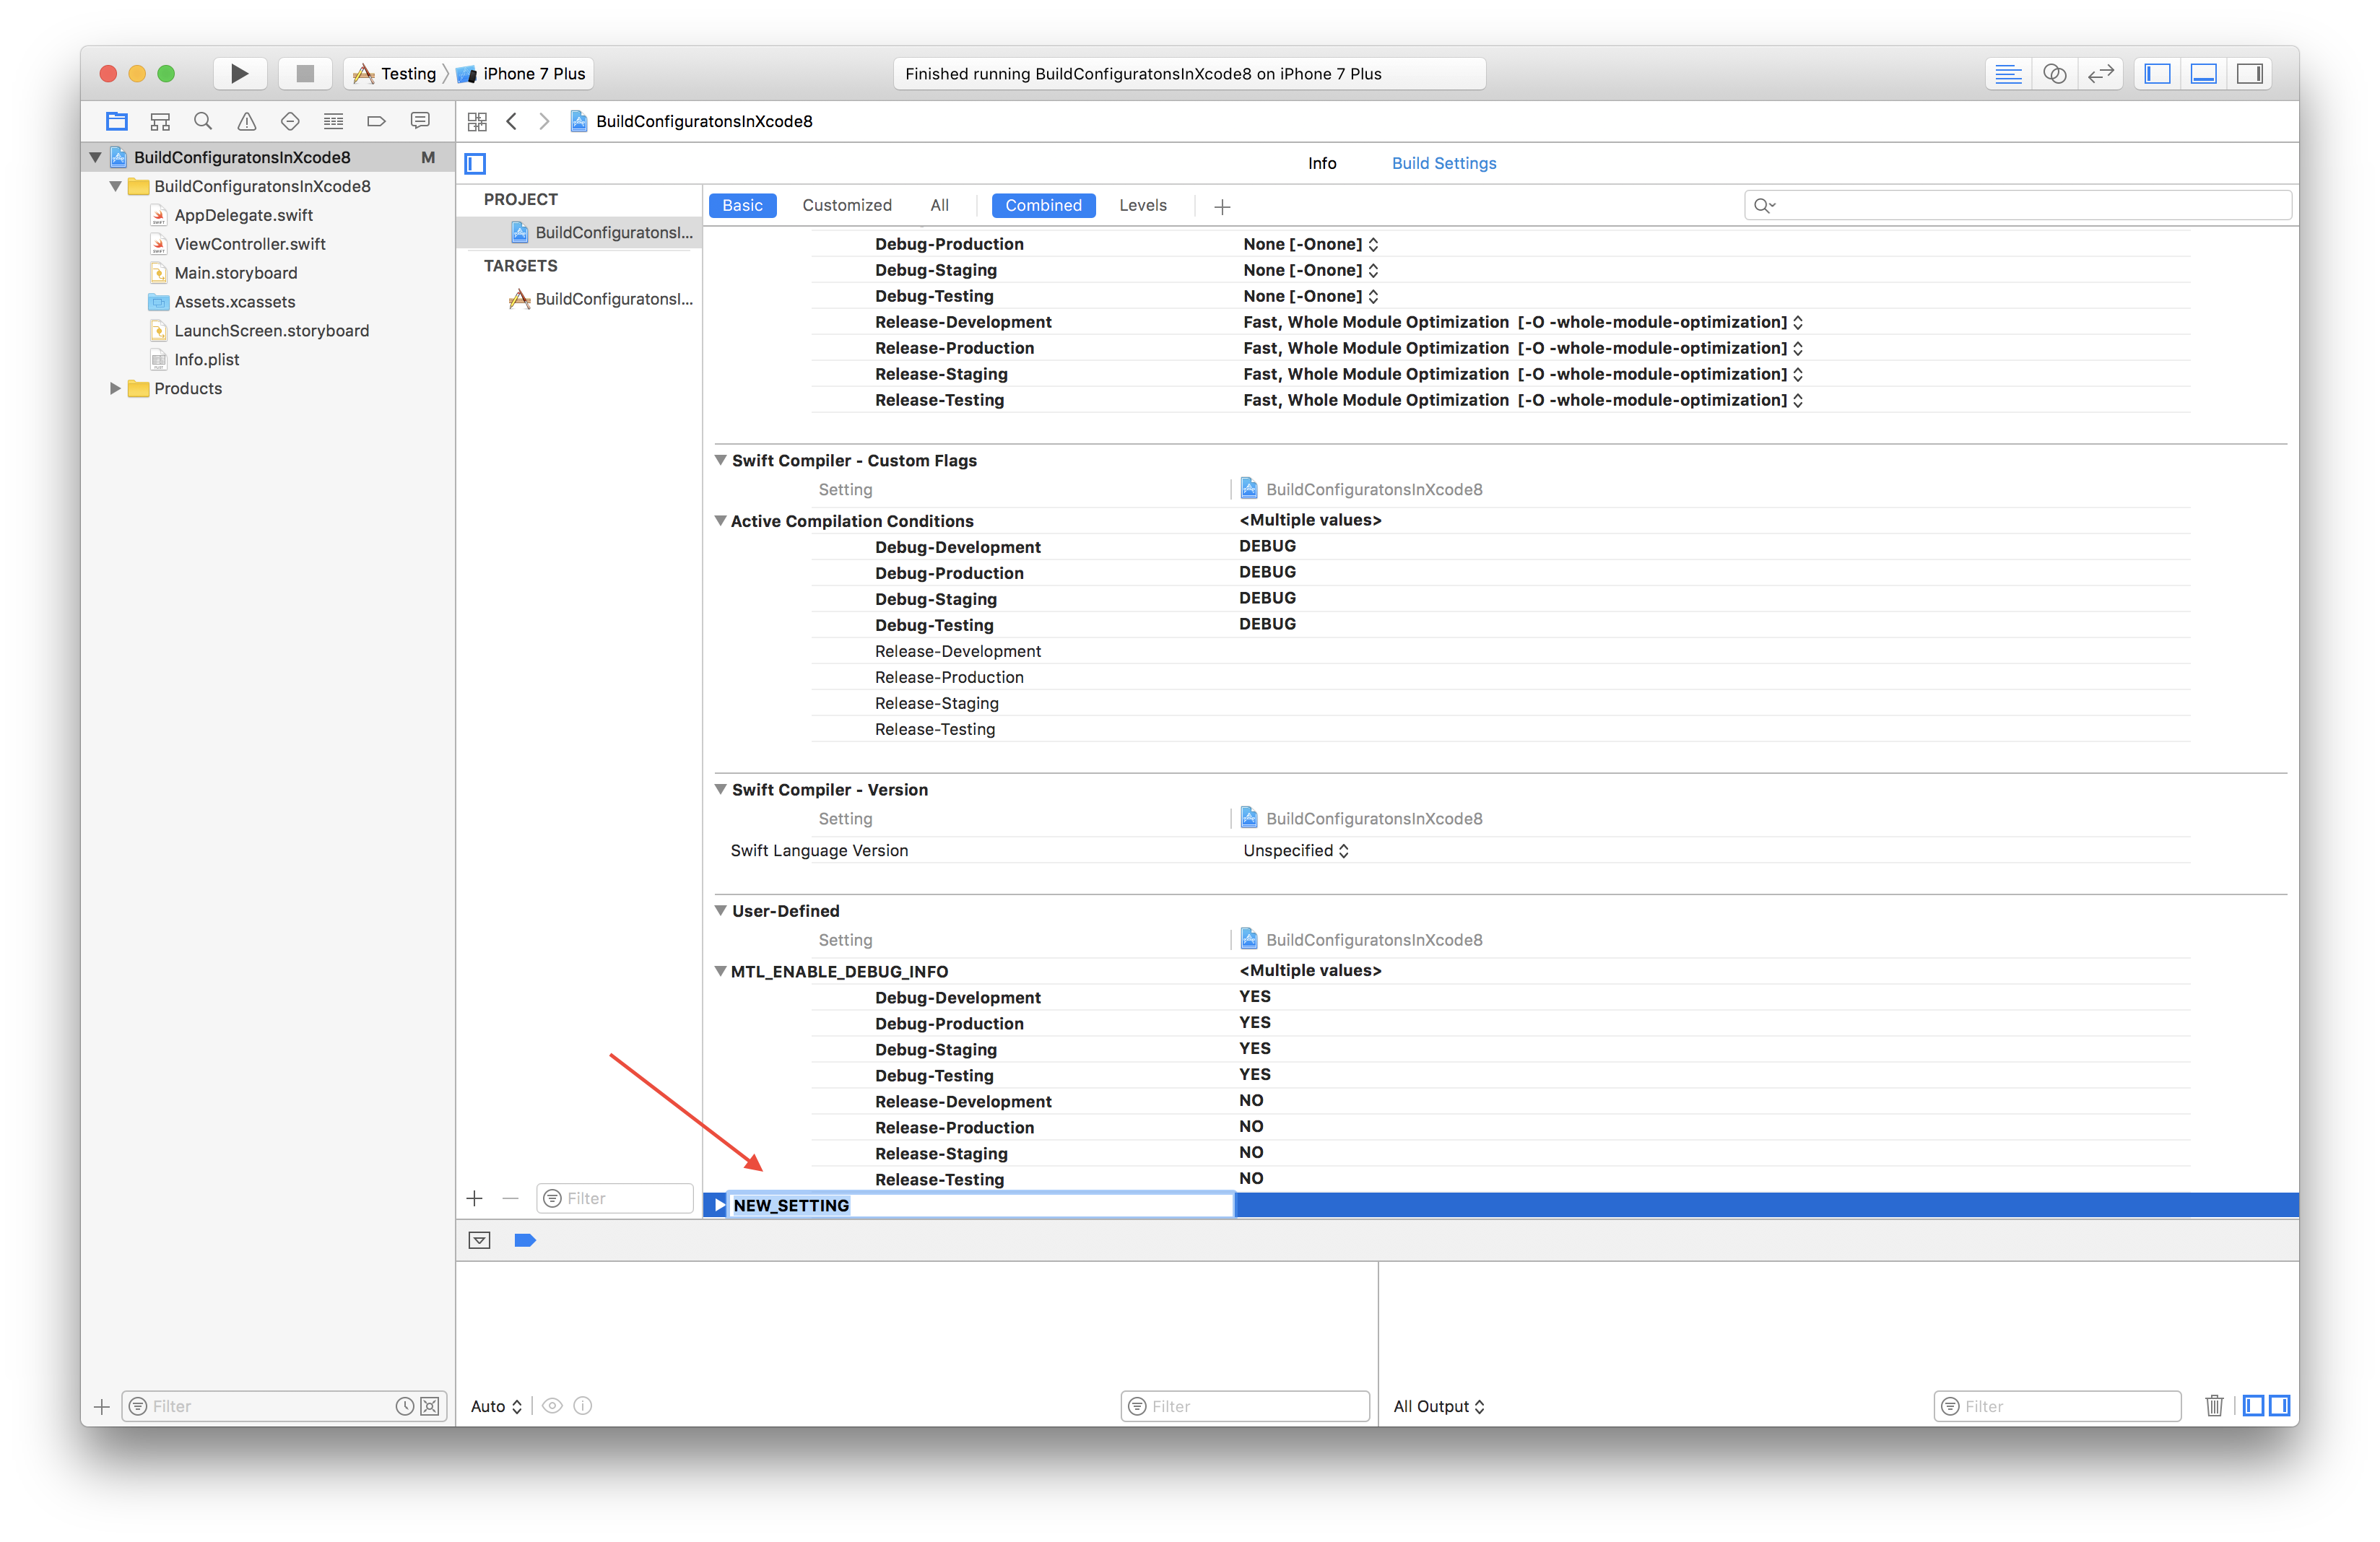 Testing iPhone 7 Plus
Finished running BuildConfiguratonsInXcode8 on iPhone 7 Plus
BuildConfiguratonsInXcode8
BuildConfiguratonsInXcode8 M
BuildConfiguratonsInXcode8
AppDelegate.swift
ViewController.swift
Main.storyboard
Assets.xcassets
LaunchScreen.storyboard
Info.plist
Products
Filter
Info Build Settings
PROJECT
BuildConfiguratonsI...
TARGETS
BuildConfiguratonsI...
Filter
Basic Customized All Combined Levels
Debug-Production None [-Onone]
Debug-Staging None [-Onone]
Debug-Testing None [-Onone]
Release-Development Fast, Whole Module Optimization [-O -whole-module-optimization]
Release-Production Fast, Whole Module Optimization [-O -whole-module-optimization]
Release-Staging Fast, Whole Module Optimization [-O -whole-module-optimization]
Release-Testing Fast, Whole Module Optimization [-O -whole-module-optimization]
Swift Compiler - Custom Flags
Setting BuildConfiguratonsInXcode8
Active Compilation Conditions <Multiple values>
Debug-Development DEBUG
Debug-Production DEBUG
Debug-Staging DEBUG
Debug-Testing DEBUG
Release-Development
Release-Production
Release-Staging
Release-Testing
Swift Compiler - Version
Setting BuildConfiguratonsInXcode8
Swift Language Version Unspecified
User-Defined
Setting BuildConfiguratonsInXcode8
MTL_ENABLE_DEBUG_INFO <Multiple values>
Debug-Development YES
Debug-Production YES
Debug-Staging YES
Debug-Testing YES
Release-Development NO
Release-Production NO
Release-Staging NO
Release-Testing NO
NEW_SETTING
Auto Filter
All Output Filter